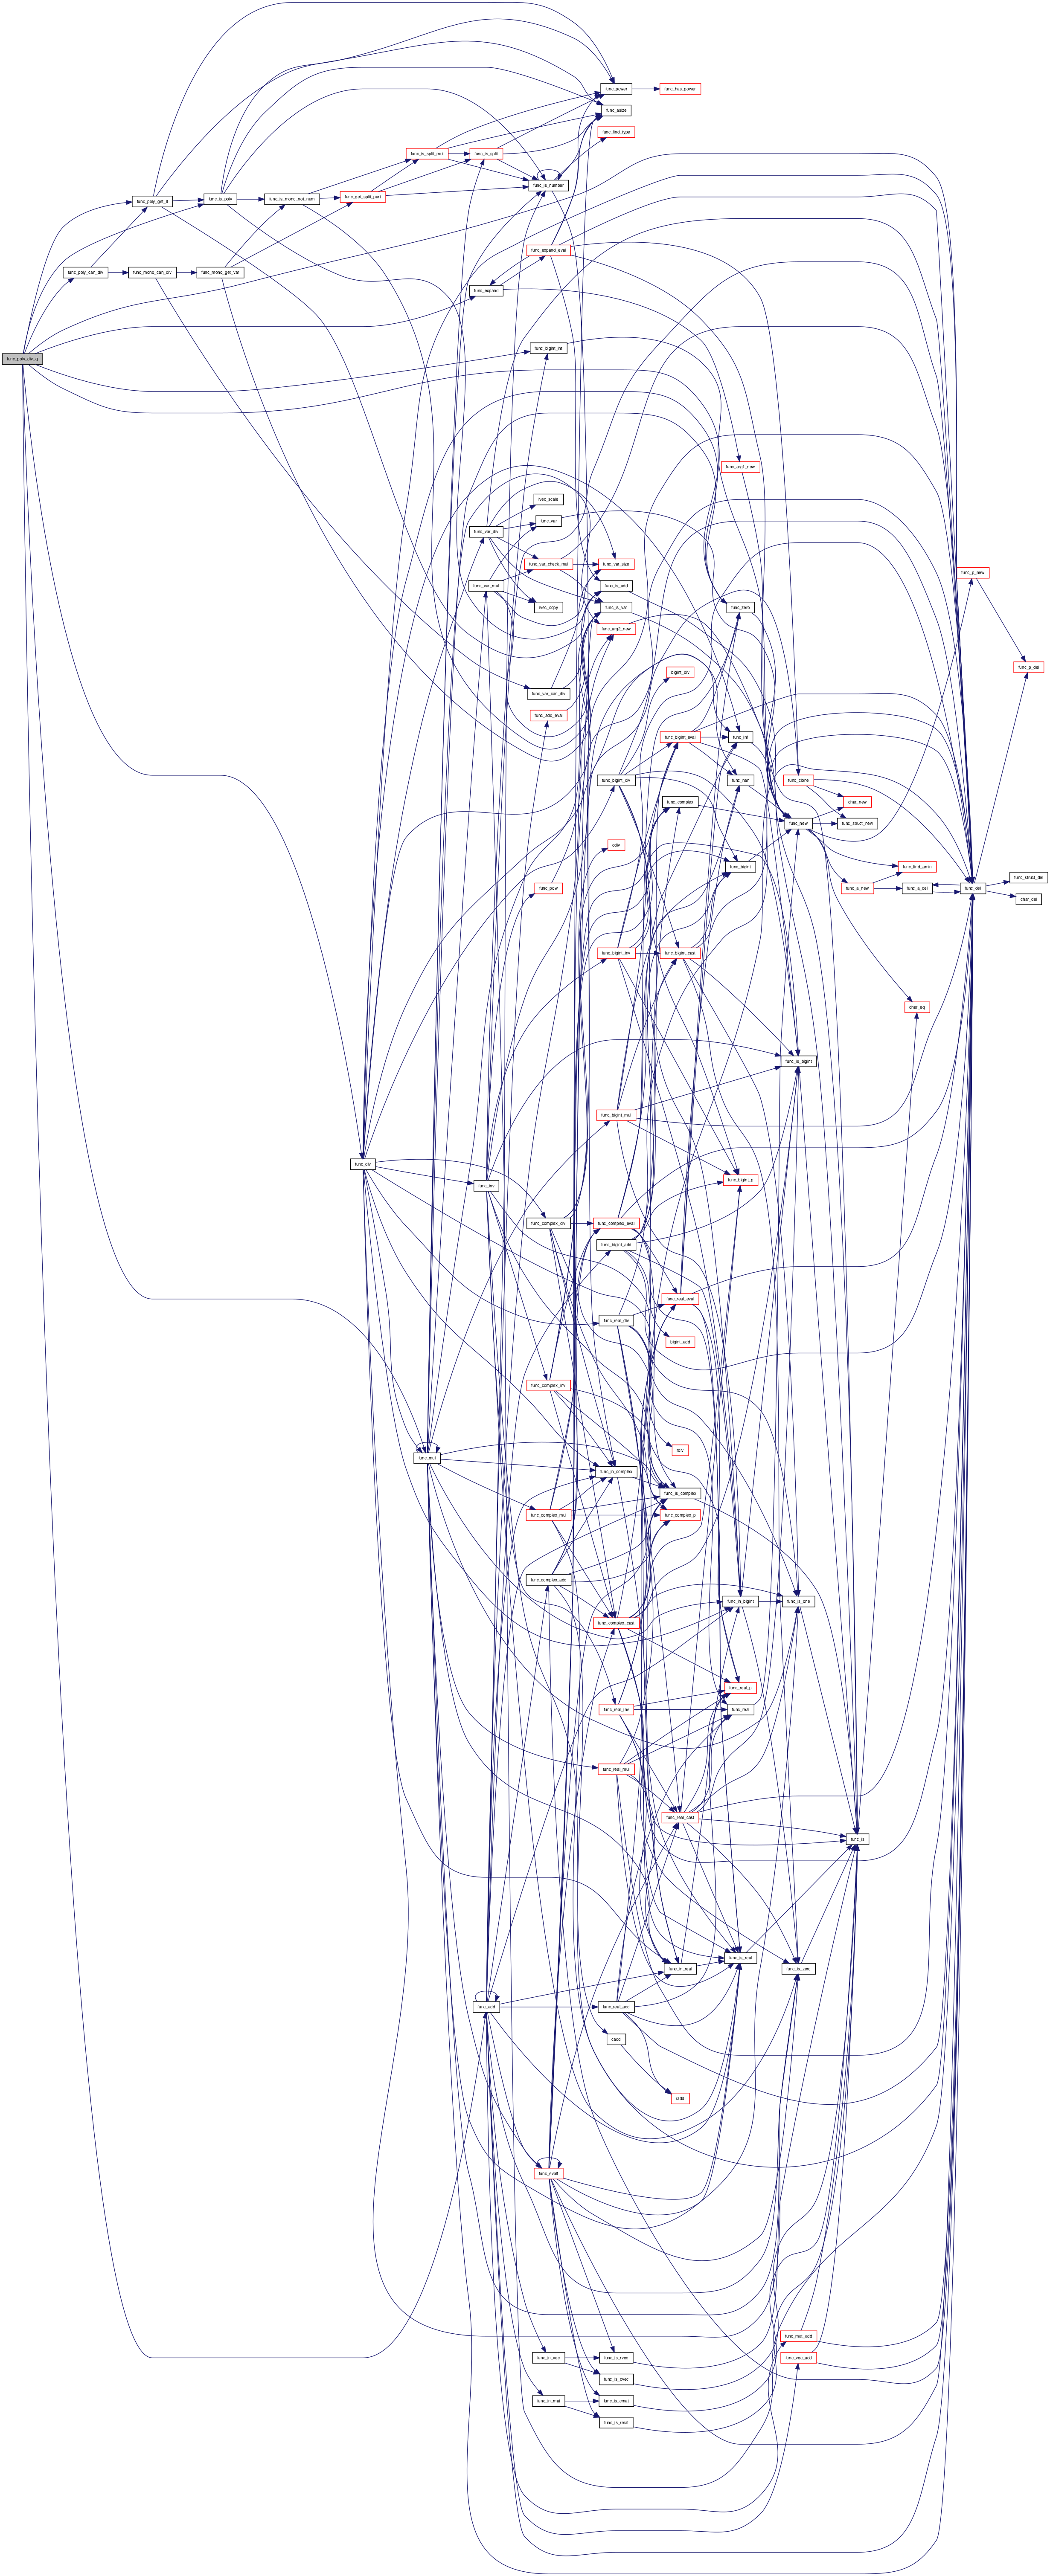 func_power
func_has_power
func_asize
func_find_type
func_is_split_mul
func_is_split
func_is_number
func_poly_get_lt
func_is_poly
func_is_mono_not_num
func_get_split_part
func_expand_eval
func_poly_can_div
func_mono_can_div
func_mono_get_var
func_expand
func_bigint_int
func_poly_div_q
func_arg1_new
ivec_scale
func_var
func_var_div
func_var_check_mul
func_var_size
func_p_new
func_var_mul
func_is_add
ivec_copy
func_is_var
func_zero
func_arg2_new
func_p_del
bigint_div
func_var_can_div
func_add_eval
func_bigint_eval
func_int
func_bigint_div
func_nan
func_clone
func_complex
char_new
func_new
func_struct_new
cdiv
func_bigint
func_find_amin
func_struct_del
func_pow
func_a_new
func_a_del
func_del
char_del
func_bigint_inv
func_bigint_cast
char_eq
func_is_bigint
func_bigint_mul
func_div
func_inv
func_bigint_p
func_complex_div
func_complex_eval
func_bigint_add
func_real_eval
func_real_div
bigint_add
func_complex_inv
func_mul
rdiv
func_in_complex
func_is_complex
func_complex_mul
func_complex_p
func_complex_add
func_in_bigint
func_is_one
func_complex_cast
func_real_p
func_real_inv
func_real
func_real_mul
func_real_cast
func_is
func_is_real
func_in_real
func_is_zero
func_add
func_real_add
cadd
radd
func_evalf
func_mat_add
func_in_vec
func_is_rvec
func_vec_add
func_is_cvec
func_in_mat
func_is_cmat
func_is_rmat